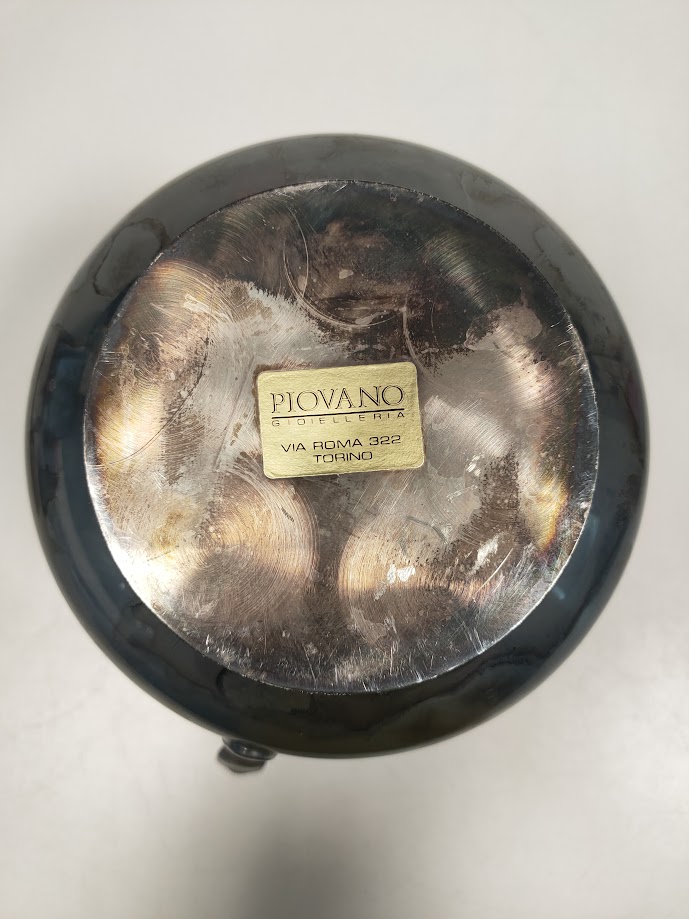 PIOVANO
GIOIELLERIA
VIA ROMA 322
TORINO